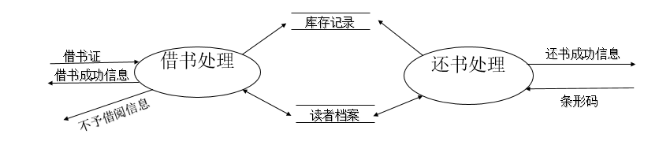 库存记录
借书证
借书处理
还书处理
还书成功信息
借书成功信息
不予借阅信息
读者档案
条形码